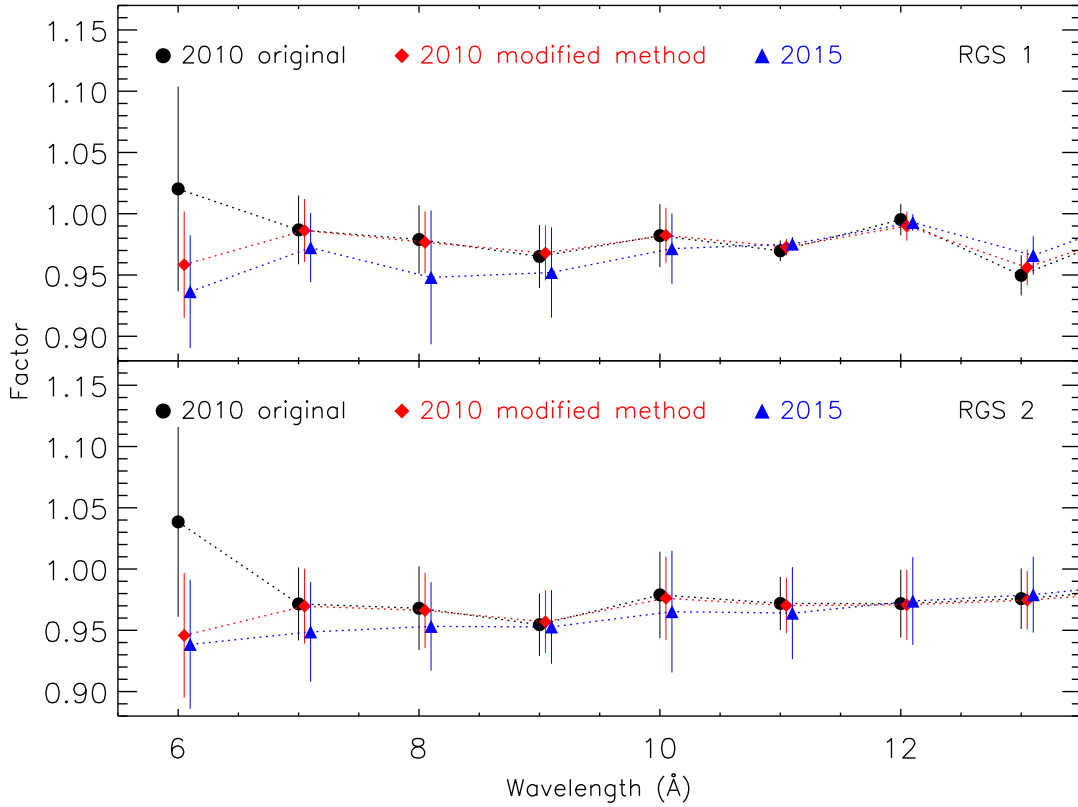 1.15
● 2010 original ◆ 2010 modified method ▲ 2015 RGS 1
1.10
1.05
1.00
0.95
0.90
Factor
1.15
● 2010 original ◆ 2010 modified method ▲ 2015 RGS 2
1.10
1.05
1.00
0.95
0.90
6 8 10 12
Wavelength (Å)